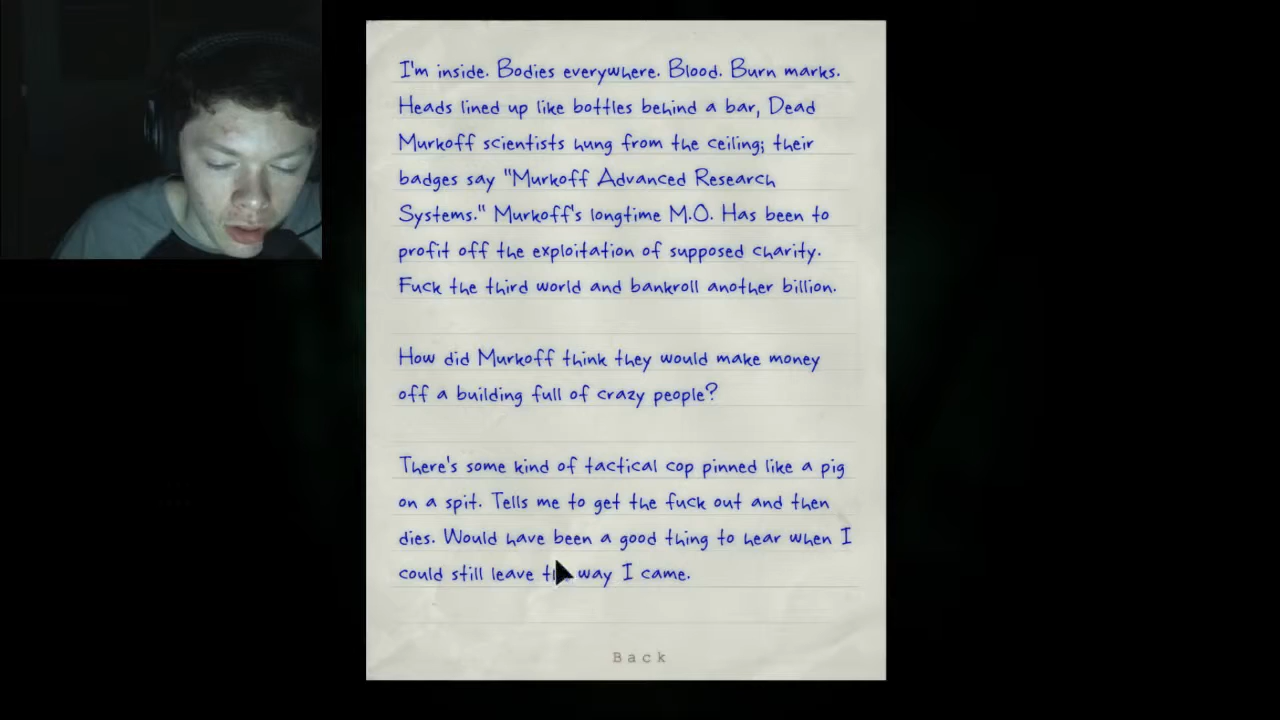 I'm inside. Bodies everywhere. Blood. Burn marks.
Heads lined up like bottles behind a bar, Dead
Murkoff scientists hung from the ceiling; their
badges say "Murkoff Advanced Research
Systems." Murkoff's longtime M.O. Has been to
profit off the exploitation of supposed charity.
Fuck the third world and bankroll another billion.
How did Murkoff think they would make money
off a building full of crazy people?
There's some kind of tactical cop pinned like a pig
on a spit. Tells me to get the fuck out and then
dies. Would have been a good thing to hear when I
could still leave the way I came.
Back